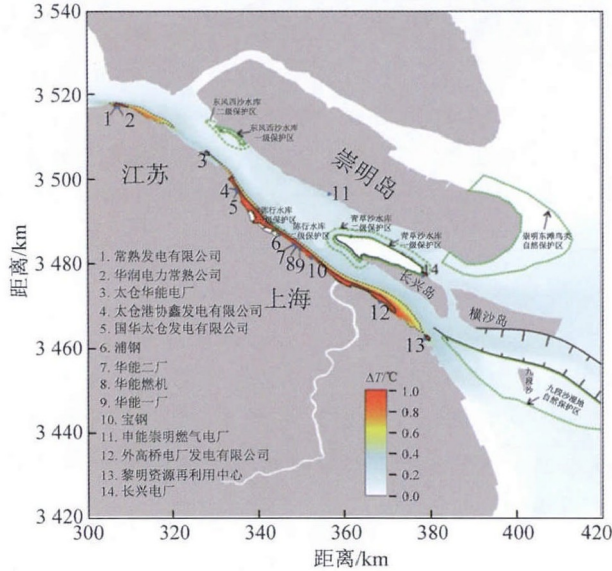 3 540
3 520
3 500
3 480
3 460
3 440
3 420
距离/km
300
320
340
360
380
400
420
距离/km
东风西沙水库
二级保护区
东风西沙水库
一级保护区
江苏
崇明岛
上海
陈行水库
陈行水库
青草沙水库
二级保护区
青草沙水库
一级保护区
崇明东滩鸟类
自然保护区
长兴岛
横沙岛
九段沙
九段沙湿地
自然保护区
1
2
3
4
5
6
7
8
9
10
11
12
13
14
1. 常熟发电有限公司
2. 华润电力常熟公司
3. 太仓华能电厂
4. 太仓港协鑫发电有限公司
5. 国华太仓发电有限公司
6. 浦钢
7. 华能二厂
8. 华能燃机
9. 华能一厂
10. 宝钢
11. 申能崇明燃气电厂
12. 外高桥电厂发电有限公司
13. 黎明资源再利用中心
14. 长兴电厂
ΔT/℃
1.0
0.8
0.6
0.4
0.2
0.0